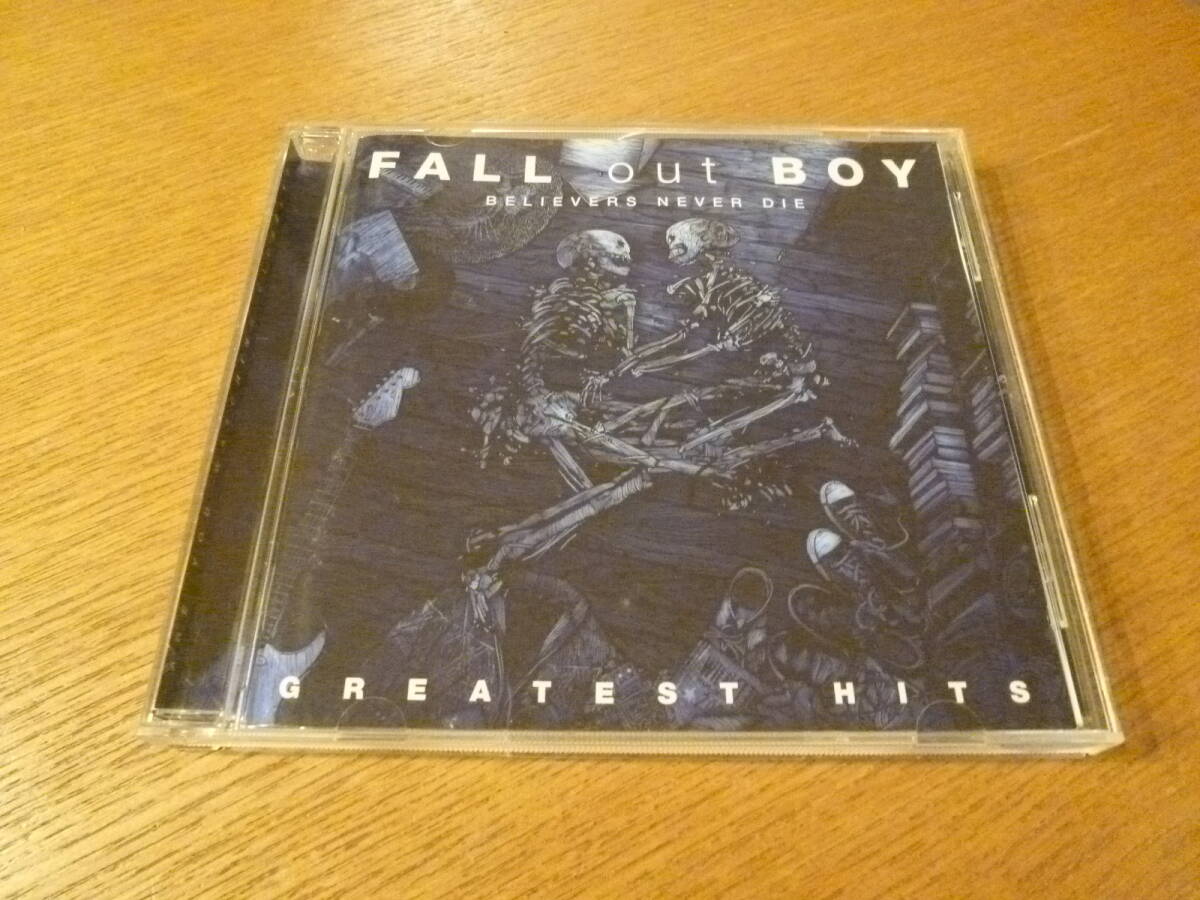 FALL out BOY
BELIEVERS NEVER DIE
GREATEST HITS